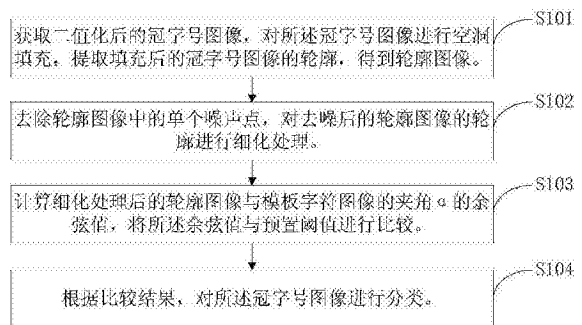 S101
获取二值化后的冠字号图像，对所述冠字号图像进行空洞
填充，提取填充后的冠字号图像的轮廓，得到轮廓图像。
S102
去除轮廓图像中的单个噪声点，对去噪后的轮廓图像的轮
廓进行细化处理。
S103
计算细化处理后的轮廓图像与模板字符图像的夹角α的余
弦值，将所述余弦值与预置阈值进行比较。
S104
根据比较结果，对所述冠字号图像进行分类。